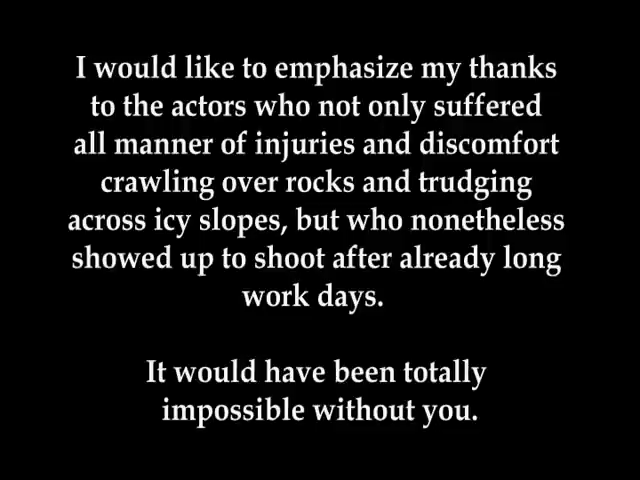 I would like to emphasize my thanks
to the actors who not only suffered
all manner of injuries and discomfort
crawling over rocks and trudging
across icy slopes, but who nonetheless
showed up to shoot after already long
work days.
It would have been totally
impossible without you.